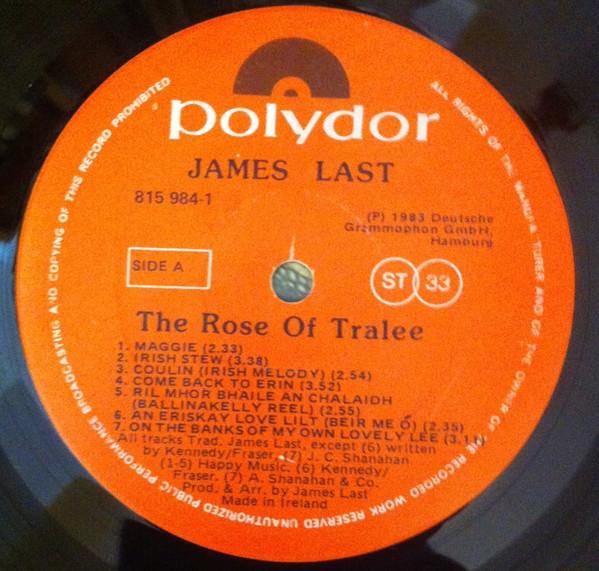 polydor
JAMES LAST
815 984-1
(P) 1983 Deutsche
Grammophon GmbH,
Hamburg
SIDE A
ST 33
The Rose Of Tralee
1. MAGGIE (2.33)
2. IRISH STEW (3.38)
3. COULIN (IRISH MELODY) (2.54)
4. COME BACK TO ERIN (3.52)
5. RIL MHOR BHAILE AN CHALAIDH
(BALLINAKELLY REEL) (2.55)
6. AN ERISKAY LOVE LILT (BEIR ME Ó) (2.35)
7. ON THE BANKS OF MY OWN LOVELY LEE (3.11)
All tracks Trad. James Last, except (6) written
by Kennedy/Fraser. (7) J. C. Shanahan
(1-5) Happy Music. (6) Kennedy/
Fraser. (7) A. Shanahan & Co.
Prod. & Arr. by James Last
Made in Ireland
ALL RIGHTS OF THE MANUFACTURER AND OF THE OWNER OF THE RECORDED WORK RESERVED UNAUTHORIZED PUBLIC PERFORMANCE BROADCASTING AND COPYING OF THIS RECORD PROHIBITED